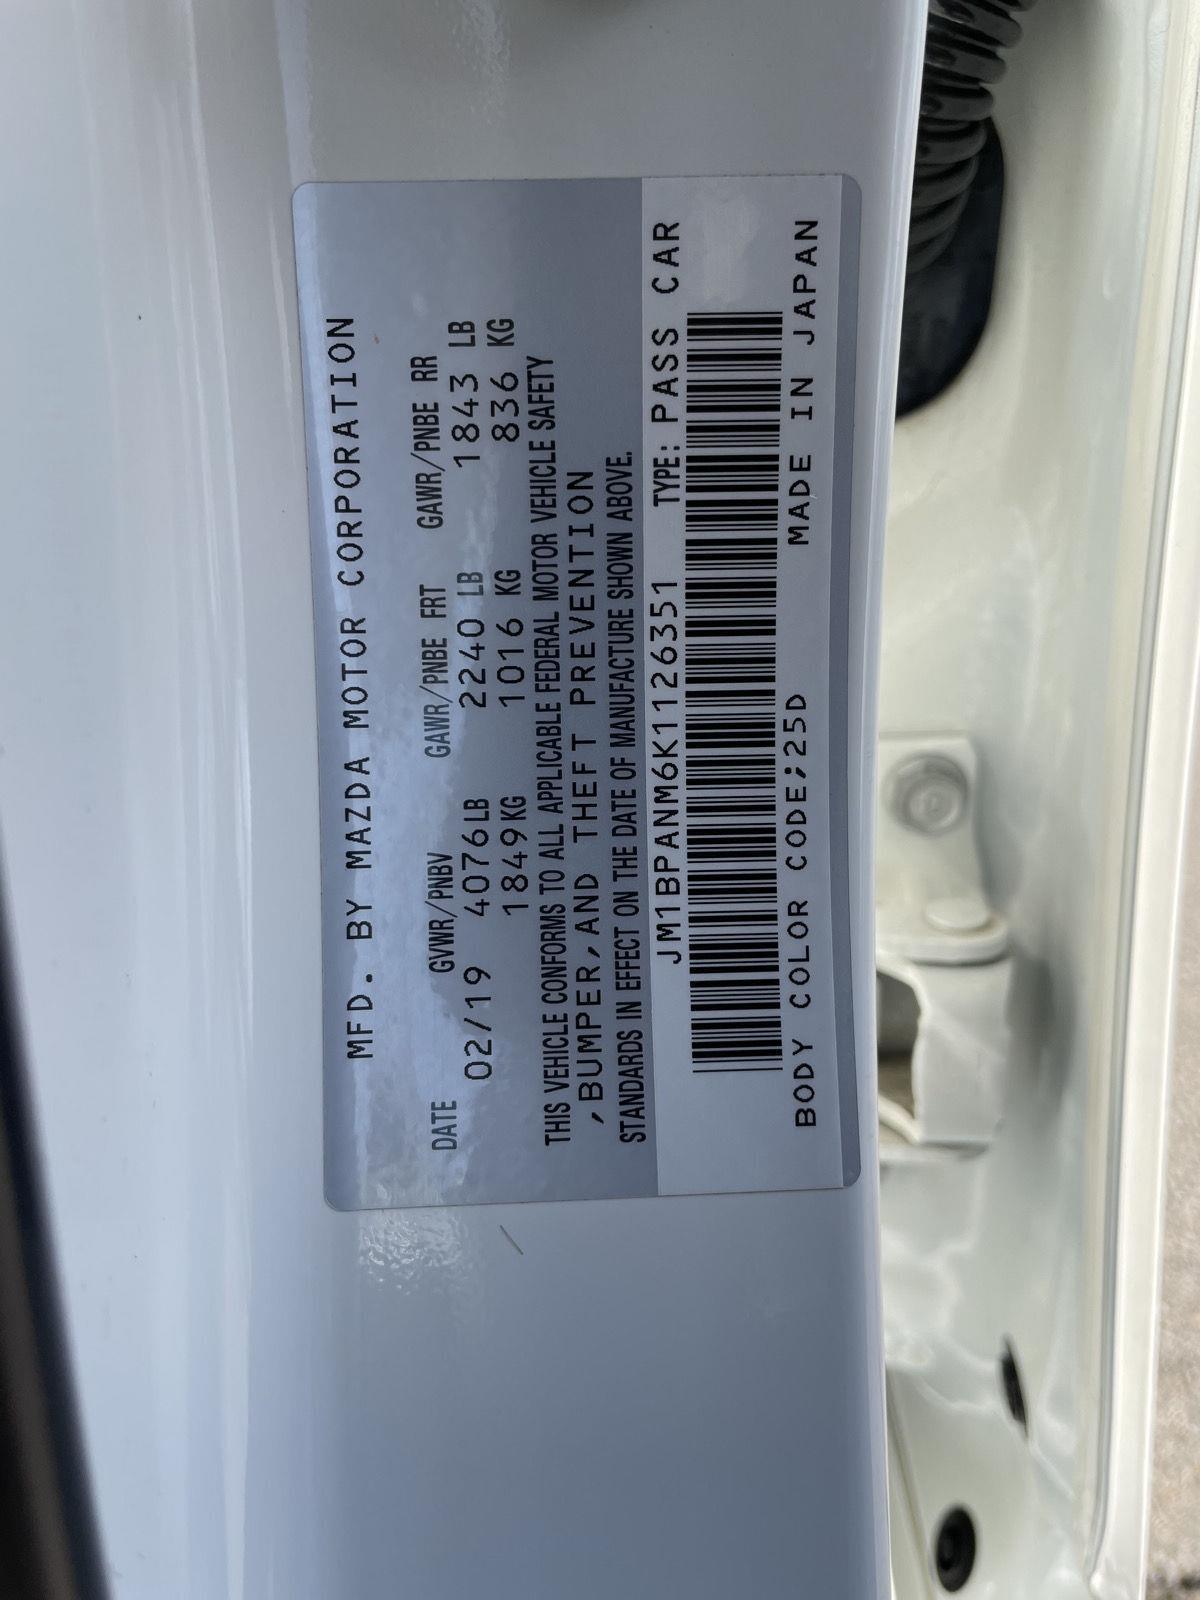 MFD. BY MAZDA MOTOR CORPORATION
DATE GVWR/PNBV GAWR/PNBE FRT GAWR/PNBE RR
02/19 4076LB 2240 LB 1843 LB
1849KG 1016 KG 836 KG
THIS VEHICLE CONFORMS TO ALL APPLICABLE FEDERAL MOTOR VEHICLE SAFETY
,BUMPER,AND THEFT PREVENTION
STANDARDS IN EFFECT ON THE DATE OF MANUFACTURE SHOWN ABOVE.
JM1BPANM6K1126351 TYPE: PASS CAR
BODY COLOR CODE;25D MADE IN JAPAN